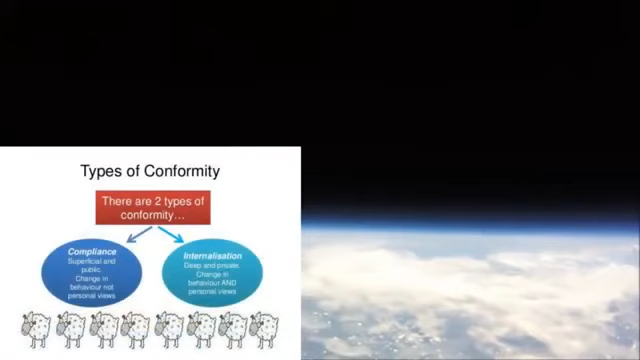 Types of Conformity
There are 2 types of
conformity…
Compliance
Superficial and
public.
Change in
behaviour not
personal views
Internalisation
Deep and private.
Change in
behaviour AND
personal views